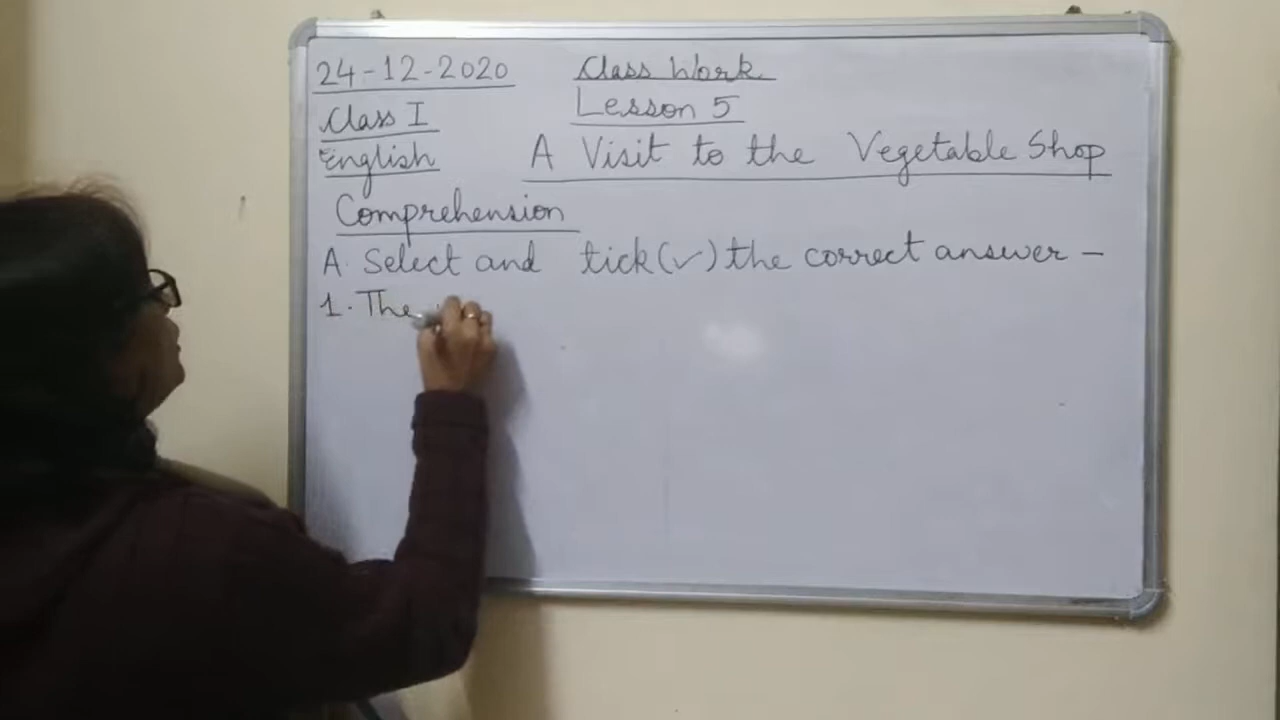 24-12-2020 Class Work
Class I Lesson 5
English A Visit to the Vegetable Shop
Comprehension
A. Select and tick (✓) the correct answer -
1. The